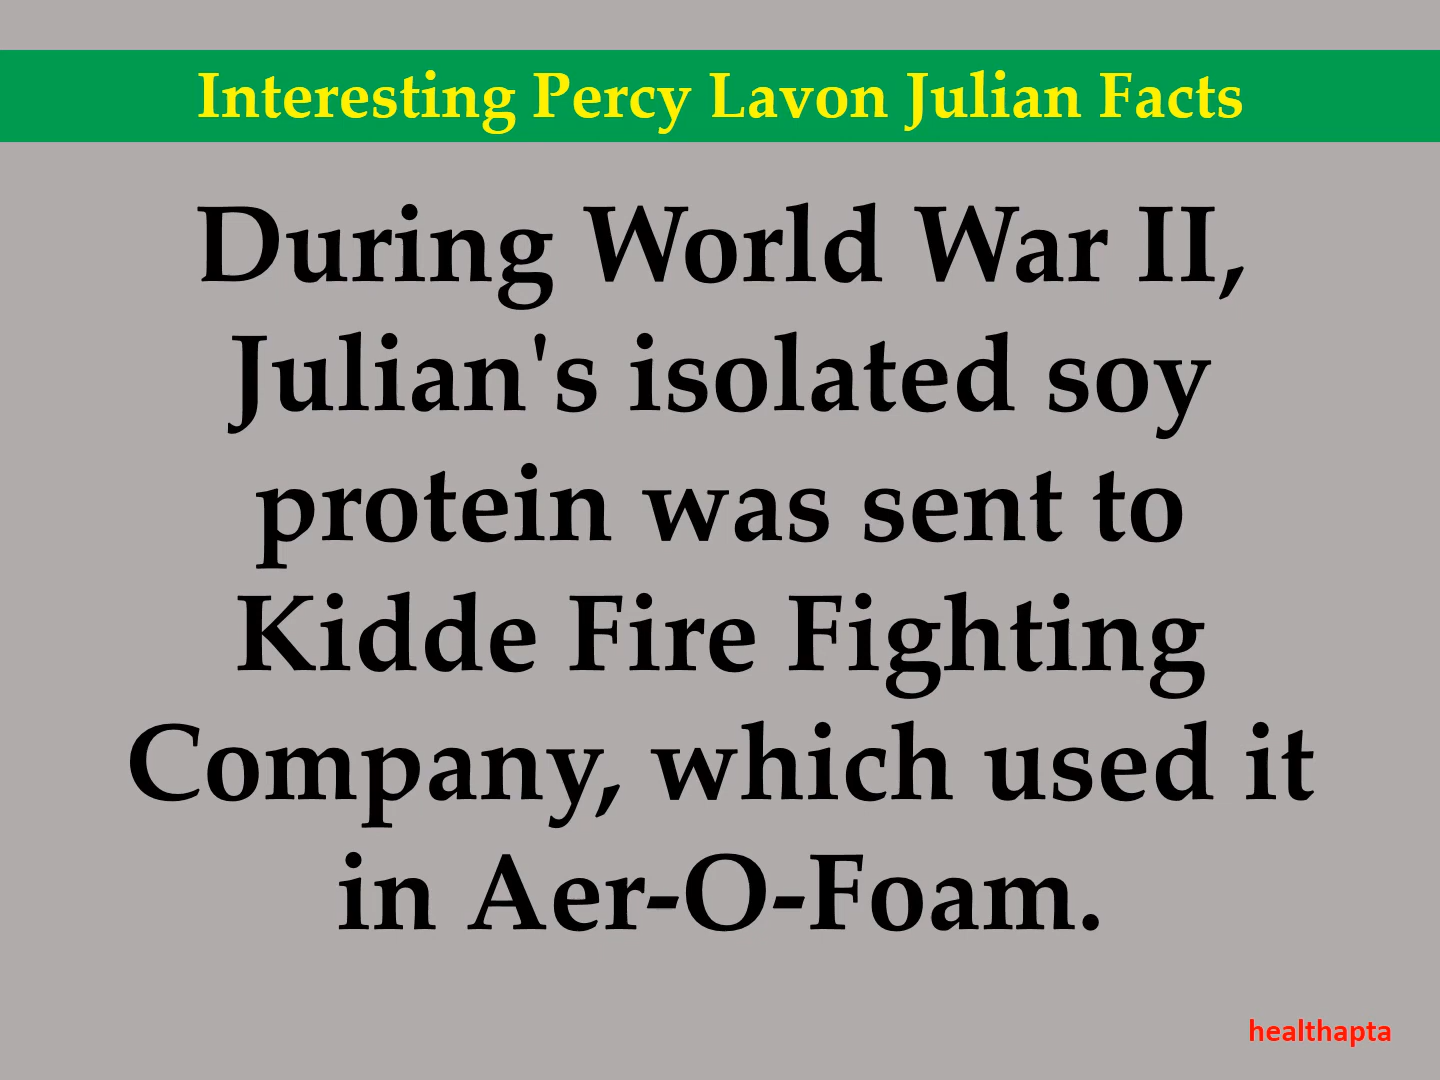 Interesting Percy Lavon Julian Facts
During World War II,
Julian's isolated soy
protein was sent to
Kidde Fire Fighting
Company, which used it
in Aer-O-Foam.
healthapta